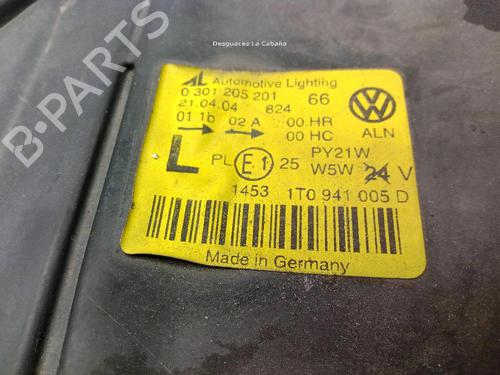 Desguaces La Cabaña
AL Automotive Lighting
0 301 205 201 66
21.04.04 824
01 1b 02 A 00 HR
00 HC ALN
L PL E1 25 PY21W
W5W 24 V
1453 1T0 941 005 D
Made in Germany